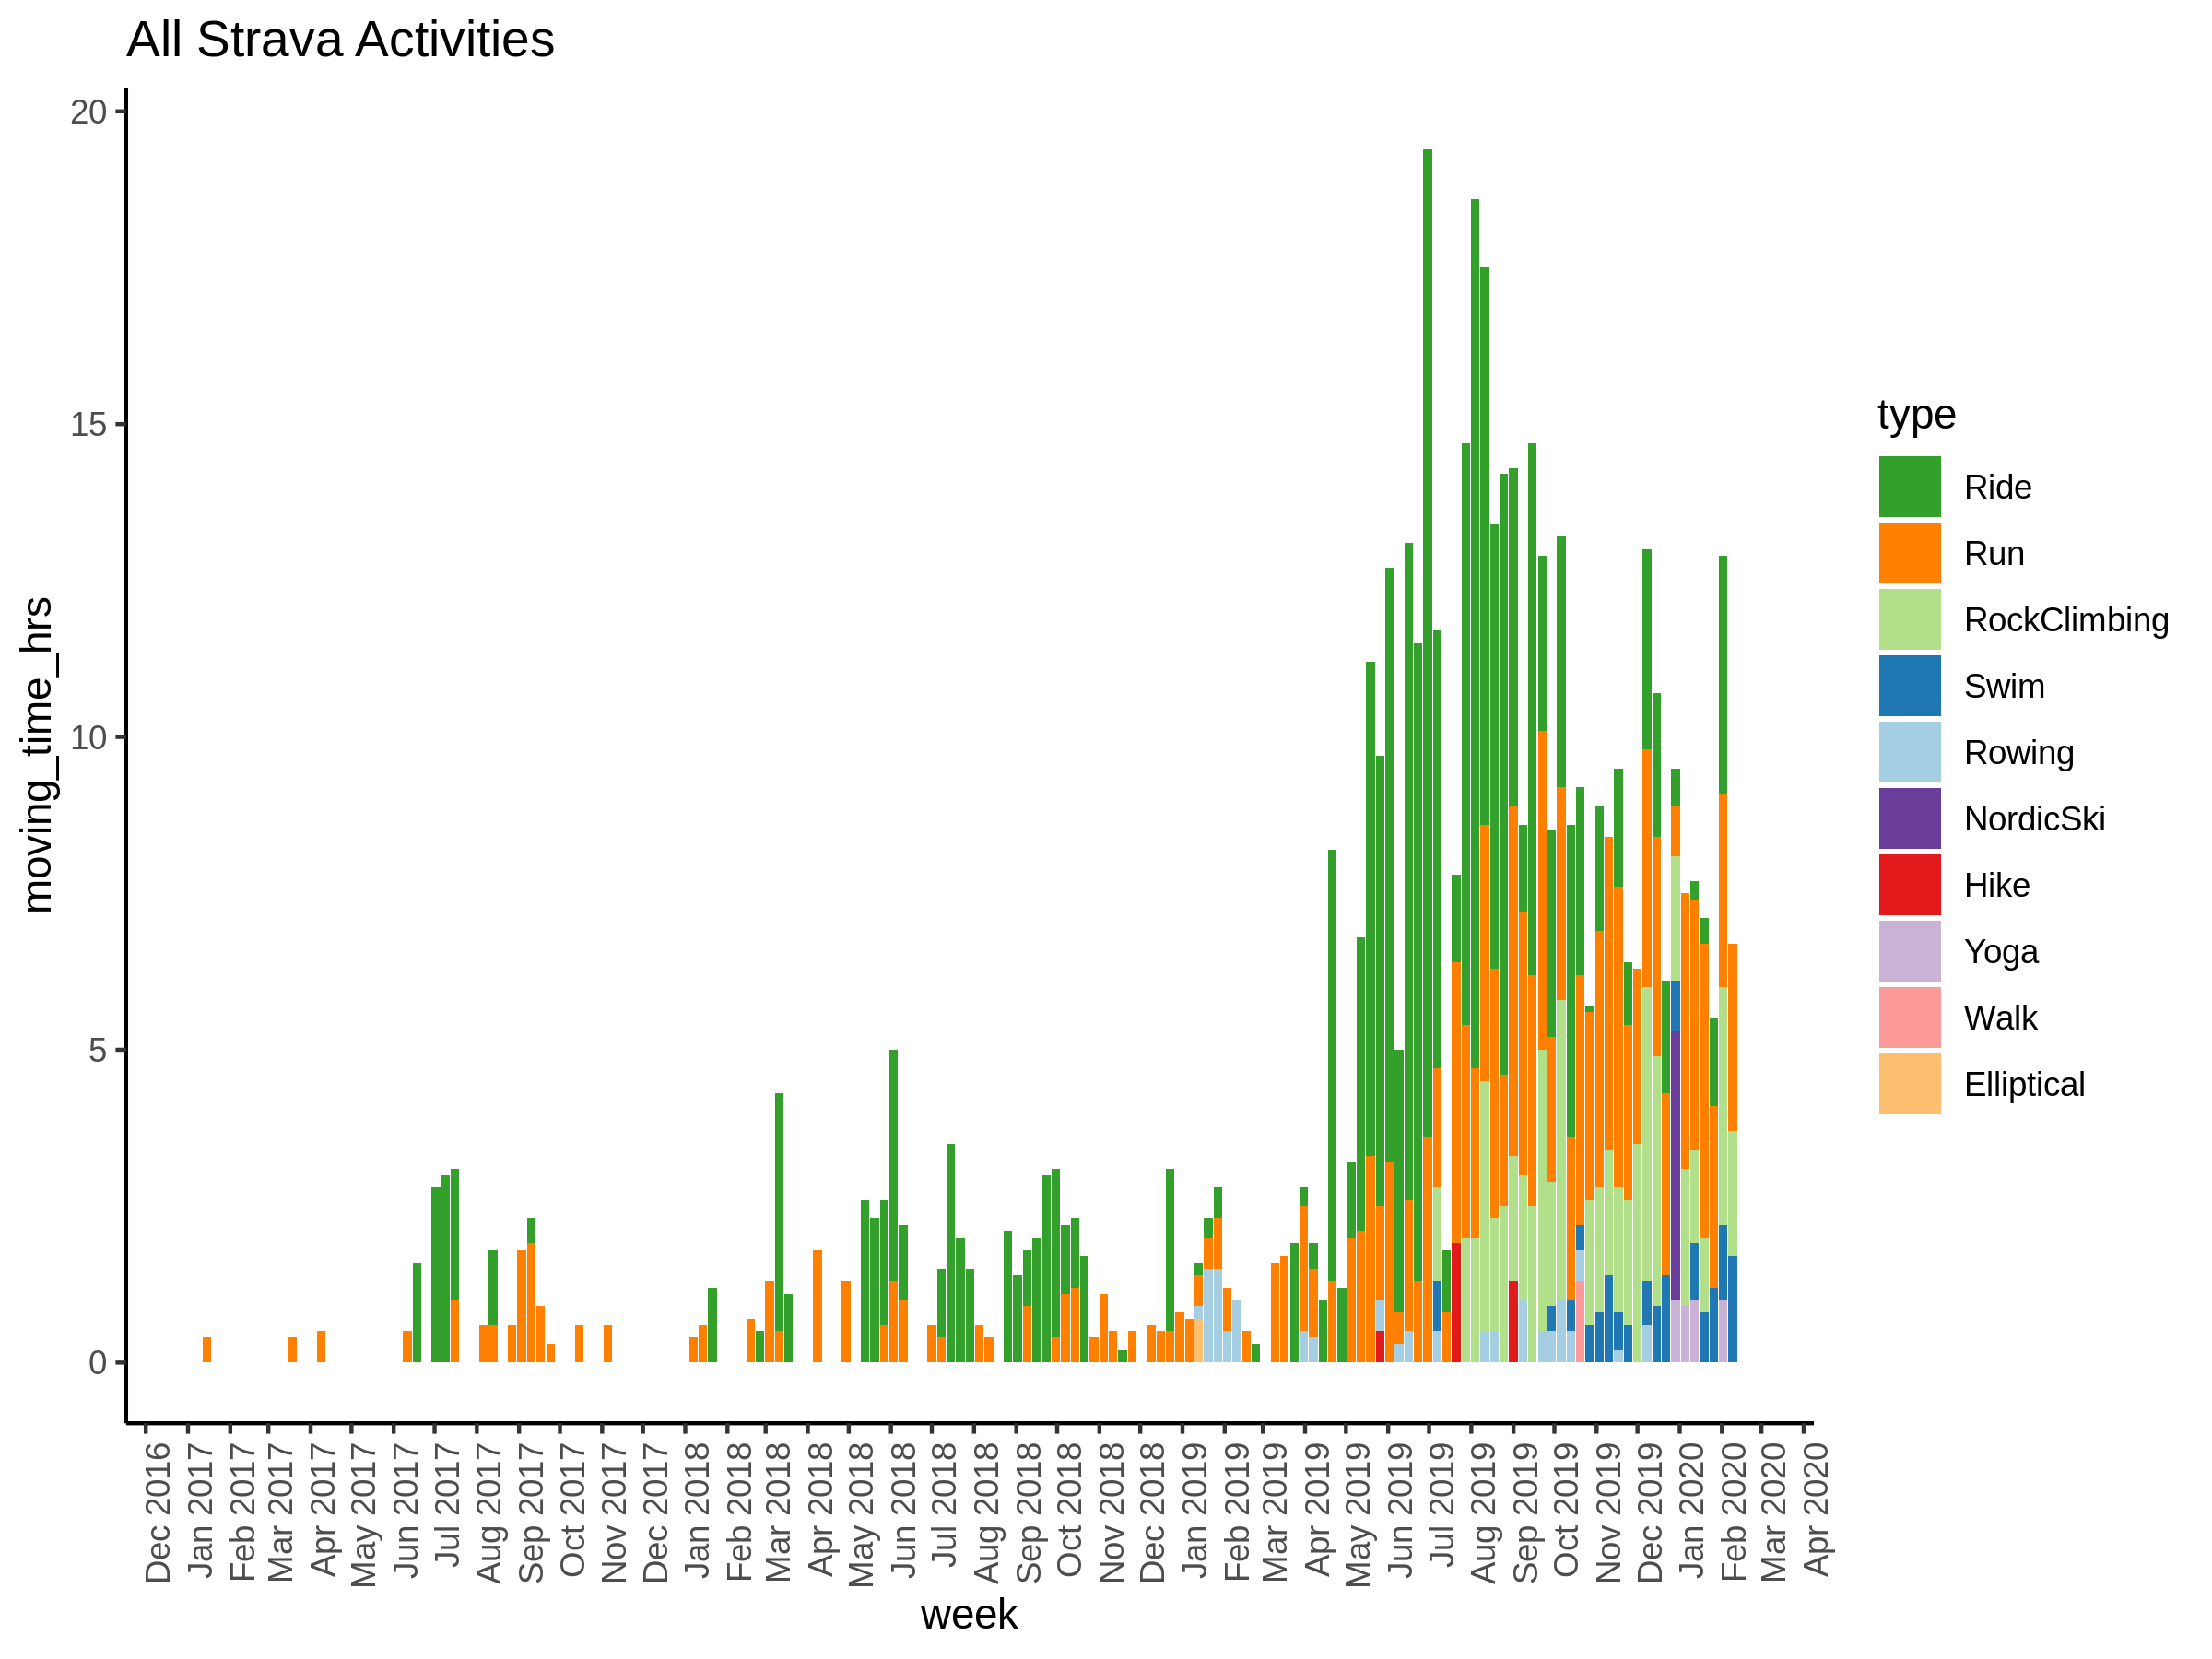 All Strava Activities
20
15
10
5
0
moving_time_hrs
Dec 2016
Jan 2017
Feb 2017
Mar 2017
Apr 2017
May 2017
Jun 2017
Jul 2017
Aug 2017
Sep 2017
Oct 2017
Nov 2017
Dec 2017
Jan 2018
Feb 2018
Mar 2018
Apr 2018
May 2018
Jun 2018
Jul 2018
Aug 2018
Sep 2018
Oct 2018
Nov 2018
Dec 2018
Jan 2019
Feb 2019
Mar 2019
Apr 2019
May 2019
Jun 2019
Jul 2019
Aug 2019
Sep 2019
Oct 2019
Nov 2019
Dec 2019
Jan 2020
Feb 2020
Mar 2020
Apr 2020
week
type
Ride
Run
RockClimbing
Swim
Rowing
NordicSki
Hike
Yoga
Walk
Elliptical